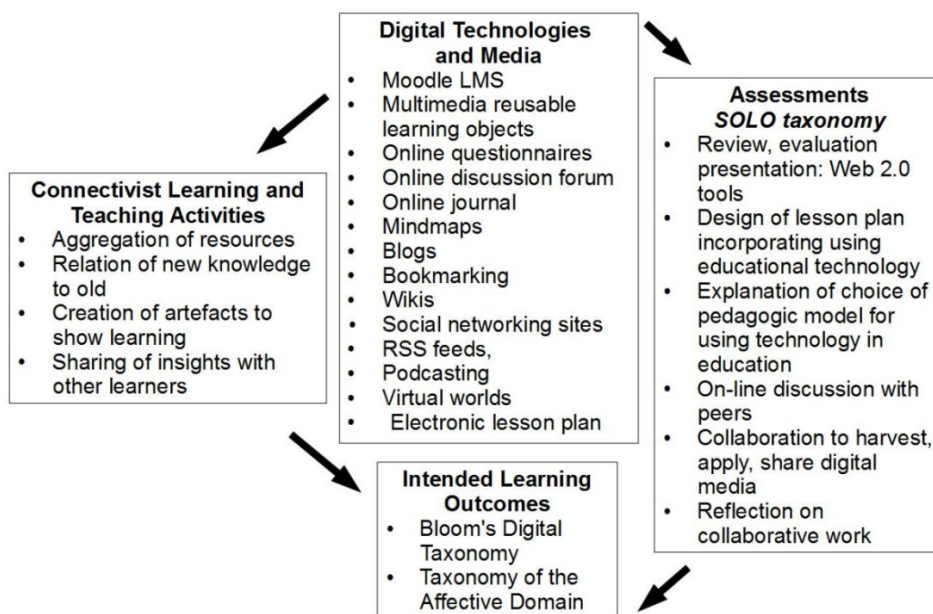 Digital Technologies
and Media
• Moodle LMS
• Multimedia reusable
learning objects
• Online questionnaires
• Online discussion forum
• Online journal
• Mindmaps
• Blogs
• Bookmarking
• Wikis
• Social networking sites
• RSS feeds,
• Podcasting
• Virtual worlds
• Electronic lesson plan
Connectivist Learning and
Teaching Activities
• Aggregation of resources
• Relation of new knowledge
to old
• Creation of artefacts to
show learning
• Sharing of insights with
other learners
Assessments
SOLO taxonomy
• Review, evaluation
presentation: Web 2.0
tools
• Design of lesson plan
incorporating using
educational technology
• Explanation of choice of
pedagogic model for
using technology in
education
• On-line discussion with
peers
• Collaboration to harvest,
apply, share digital
media
• Reflection on
collaborative work
Intended Learning
Outcomes
• Bloom's Digital
Taxonomy
• Taxonomy of the
Affective Domain